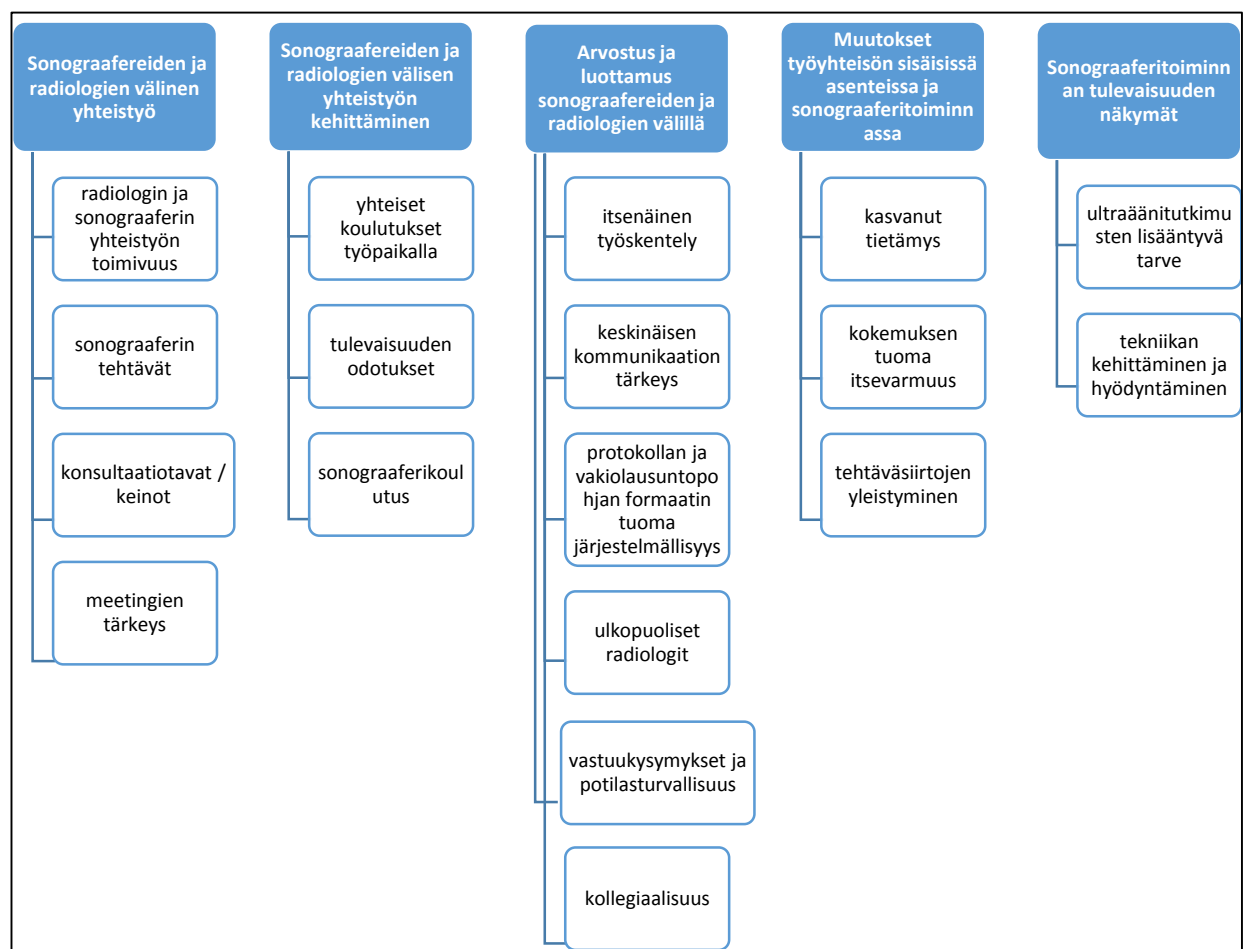 Sonograafereiden ja
radiologien välinen
yhteistyö
radiologin ja
sonograaferin
yhteistyön
toimivuus
sonograaferin
tehtävät
konsultaatiotavat /
keinot
meetingien
tärkeys
Sonograafereiden ja
radiologien välisen
yhteistyön
kehittäminen
yhteiset
koulutukset
työpaikalla
tulevaisuuden
odotukset
sonograaferikoul
utus
Arvostus ja
luottamus
sonograafereiden ja
radiologien välillä
itsenäinen
työskentely
keskinäisen
kommunikaation
tärkeys
protokollan ja
vakiolausuntopo
hjan formaatin
tuoma
järjestelmällisyys
ulkopuoliset
radiologit
vastuukysymykset ja
potilasturvallisuus
kollegiaalisuus
Muutokset
työyhteisön sisäisissä
asenteissa ja
sonograaferitoiminn
assa
kasvanut
tietämys
kokemuksen
tuoma
itsevarmuus
tehtäväsiirtojen
yleistyminen
Sonograaferitoiminn
an tulevaisuuden
näkymät
ultraäänitutkimu
sten lisääntyvä
tarve
tekniikan
kehittäminen ja
hyödyntäminen